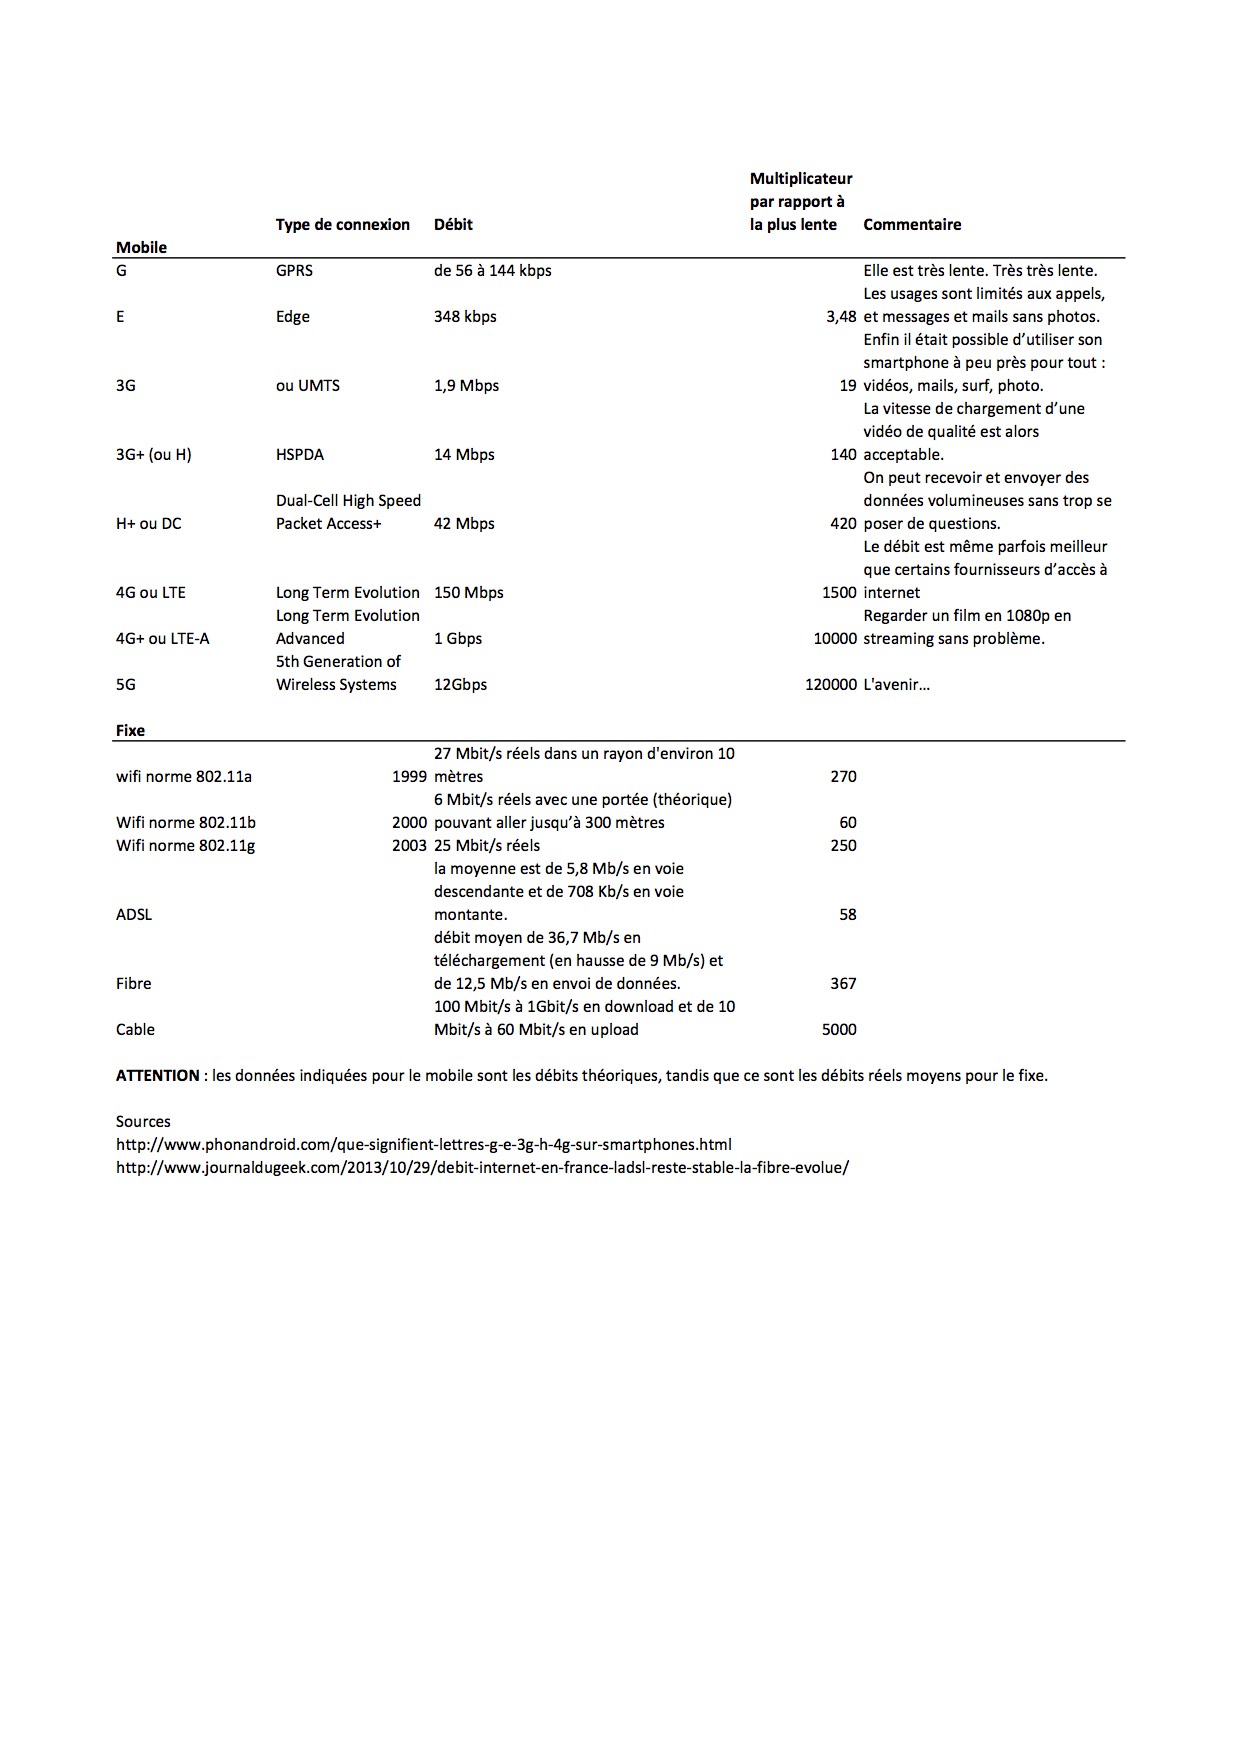 Multiplicateur
par rapport à
Type de connexion Débit la plus lente Commentaire
Mobile
G GPRS de 56 à 144 kbps Elle est très lente. Très très lente.
Les usages sont limités aux appels,
E Edge 348 kbps 3,48 et messages et mails sans photos.
Enfin il était possible d’utiliser son
smartphone à peu près pour tout :
3G ou UMTS 1,9 Mbps 19 vidéos, mails, surf, photo.
La vitesse de chargement d’une
vidéo de qualité est alors
3G+ (ou H) HSPDA 14 Mbps 140 acceptable.
On peut recevoir et envoyer des
Dual-Cell High Speed données volumineuses sans trop se
H+ ou DC Packet Access+ 42 Mbps 420 poser de questions.
Le débit est même parfois meilleur
que certains fournisseurs d’accès à
4G ou LTE Long Term Evolution 150 Mbps 1500 internet
Long Term Evolution Regarder un film en 1080p en
4G+ ou LTE-A Advanced 1 Gbps 10000 streaming sans problème.
5th Generation of
5G Wireless Systems 12Gbps 120000 L'avenir...
Fixe
27 Mbit/s réels dans un rayon d'environ 10
wifi norme 802.11a 1999 mètres 270
6 Mbit/s réels avec une portée (théorique)
Wifi norme 802.11b 2000 pouvant aller jusqu’à 300 mètres 60
Wifi norme 802.11g 2003 25 Mbit/s réels 250
la moyenne est de 5,8 Mb/s en voie
descendante et de 708 Kb/s en voie
ADSL montante. 58
débit moyen de 36,7 Mb/s en
téléchargement (en hausse de 9 Mb/s) et
Fibre de 12,5 Mb/s en envoi de données. 367
100 Mbit/s à 1Gbit/s en download et de 10
Cable Mbit/s à 60 Mbit/s en upload 5000
ATTENTION : les données indiquées pour le mobile sont les débits théoriques, tandis que ce sont les débits réels moyens pour le fixe.
Sources
http://www.phonandroid.com/que-signifient-lettres-g-e-3g-h-4g-sur-smartphones.html
http://www.journaldugeek.com/2013/10/29/debit-internet-en-france-ladsl-reste-stable-la-fibre-evolue/